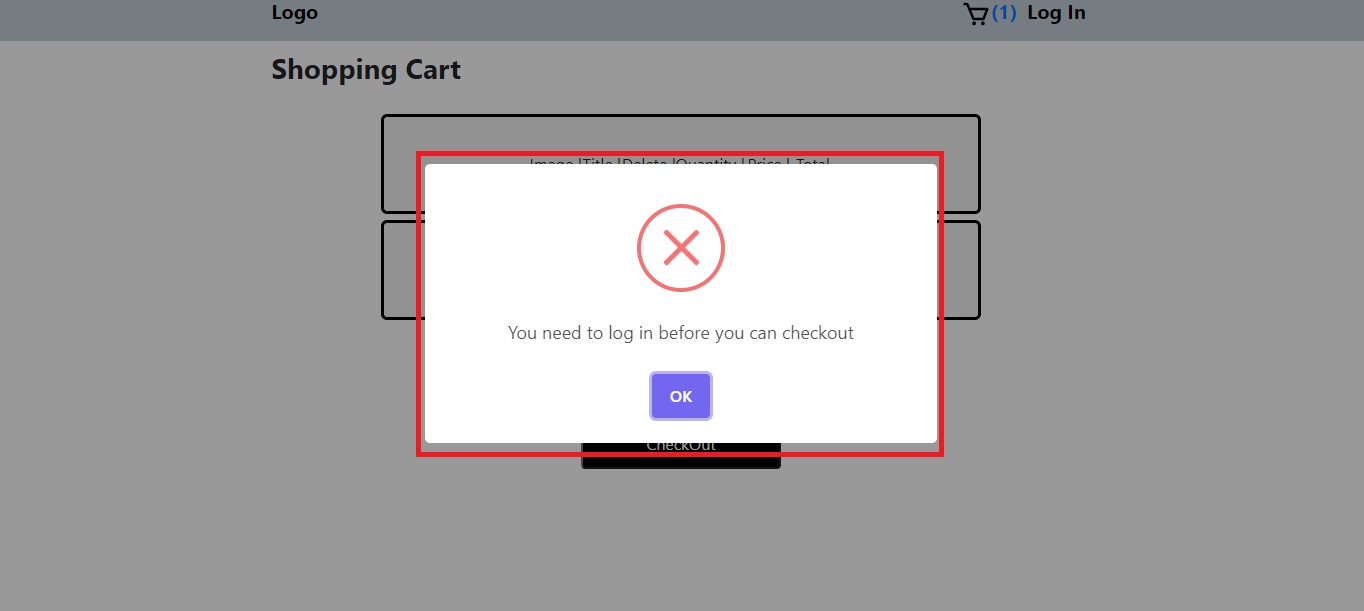 Logo
(1) Log In
Shopping Cart
Image |Title |Delete |Quantity |Price | Total
You need to log in before you can checkout
OK
CheckOut